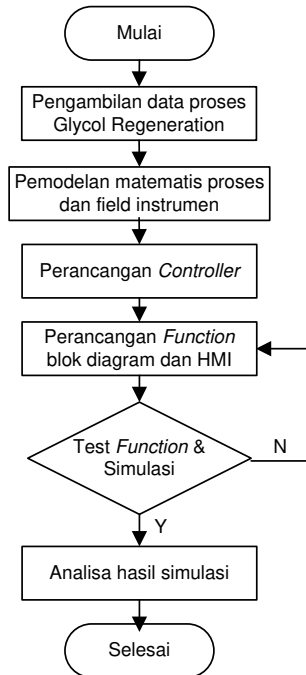 Mulai
Pengambilan data proses
Glycol Regeneration
Pemodelan matematis proses
dan field instrumen
Perancangan Controller
Perancangan Function
blok diagram dan HMI
Test Function &
Simulasi
N
Y
Analisa hasil simulasi
Selesai